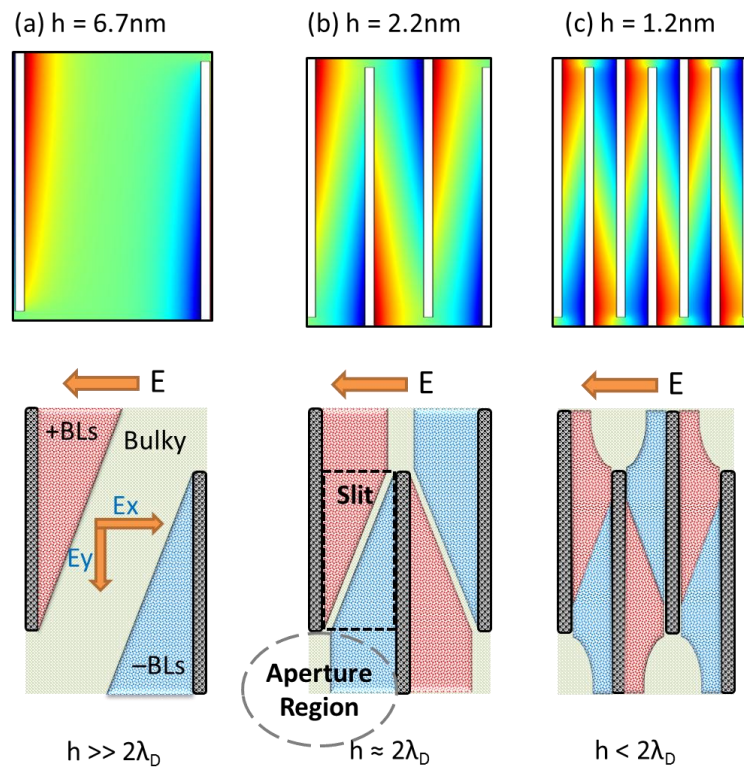 (a) h = 6.7nm
(b) h = 2.2nm
(c) h = 1.2nm
E
E
E
+BLs
Bulky
Ex
Ey
−BLs
Slit
Aperture
Region
h >> 2λD
h ≈ 2λD
h < 2λD